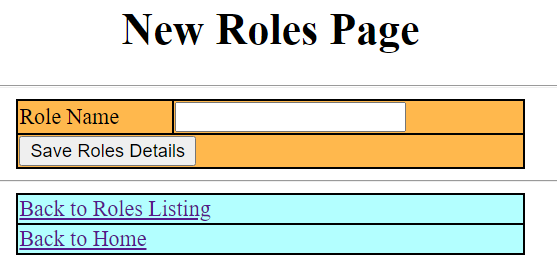 New Roles Page
Role Name
Save Roles Details
Back to Roles Listing
Back to Home